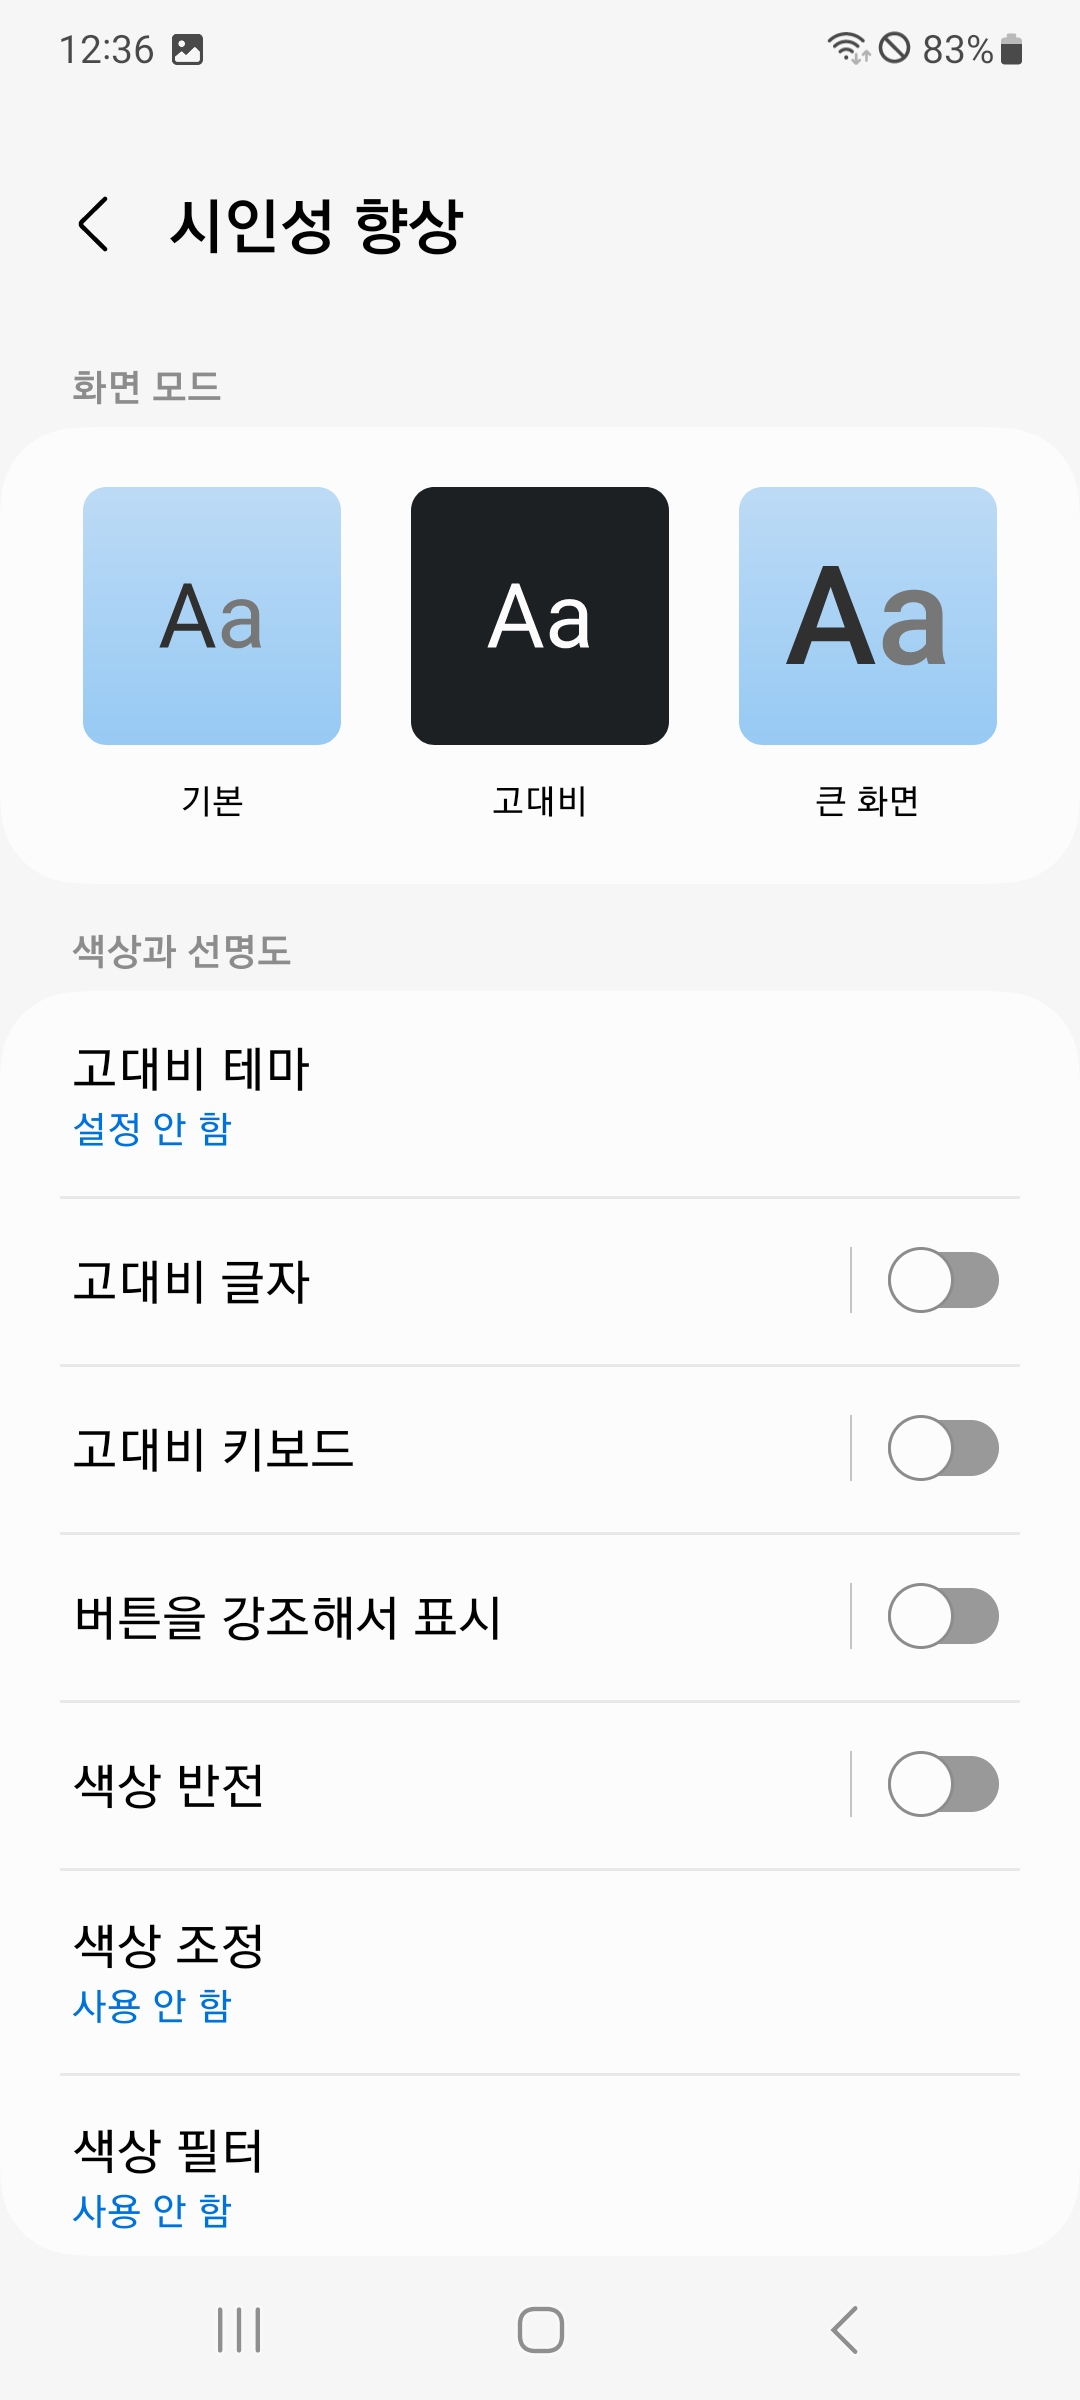 12:36
83%
시인성 향상
화면 모드
Aa
Aa
Aa
기본
고대비
큰 화면
색상과 선명도
고대비 테마
설정 안 함
고대비 글자
고대비 키보드
버튼을 강조해서 표시
색상 반전
색상 조정
사용 안 함
색상 필터
사용 안 함